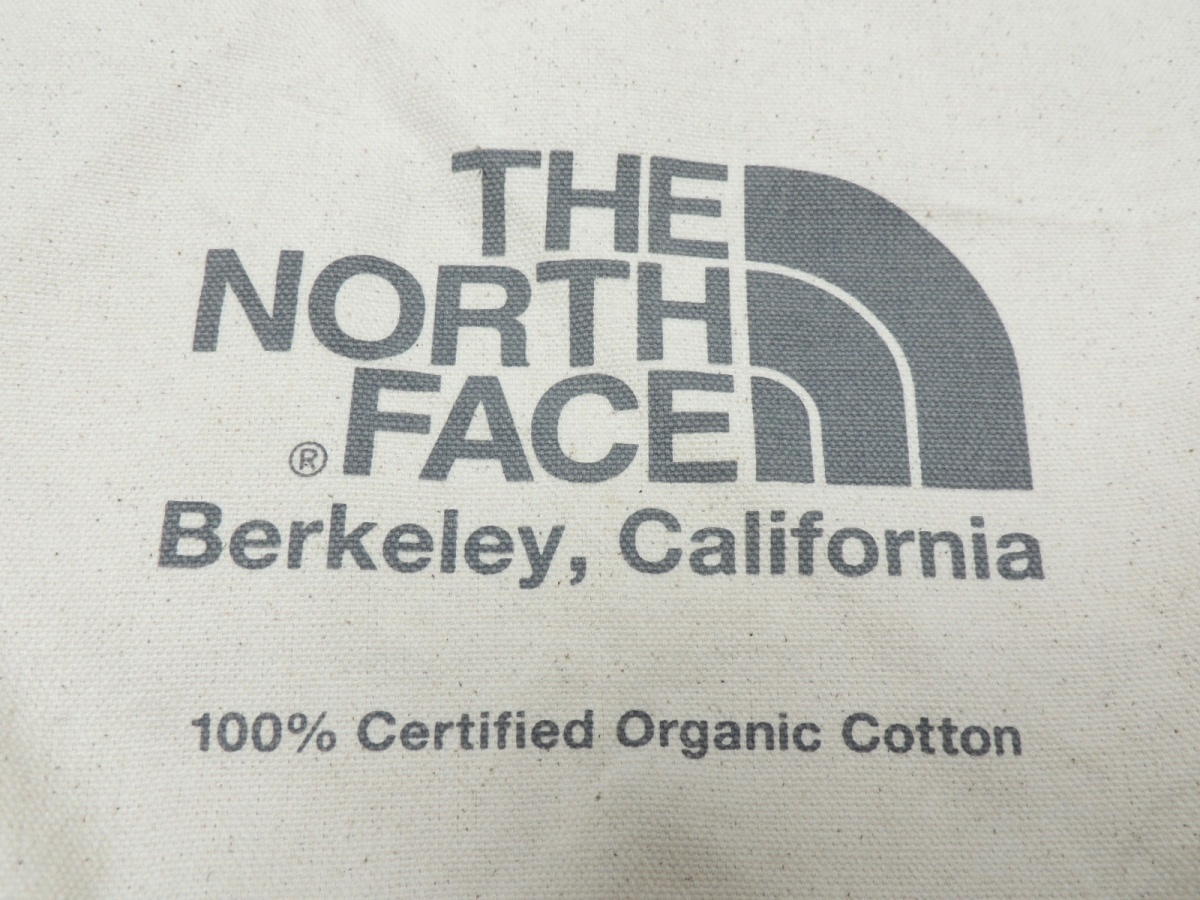 THE
NORTH
® FACE
Berkeley, California
100% Certified Organic Cotton